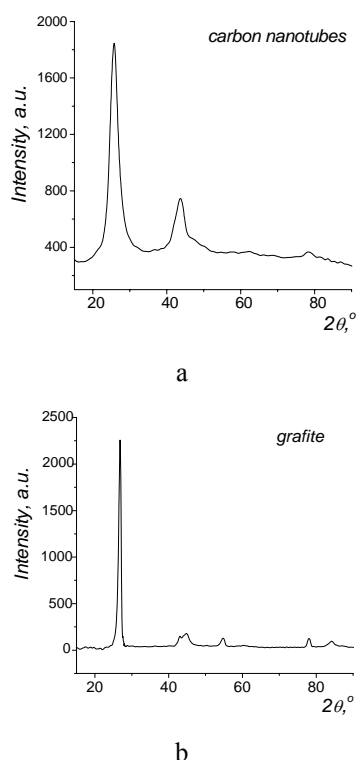 carbon nanotubes
Intensity, a.u.
2000
1600
1200
800
400
20 40 60 80
2θ,°
a
grafite
Intensity, a.u.
2500
2000
1500
1000
500
0
20 40 60 80
2θ,°
b